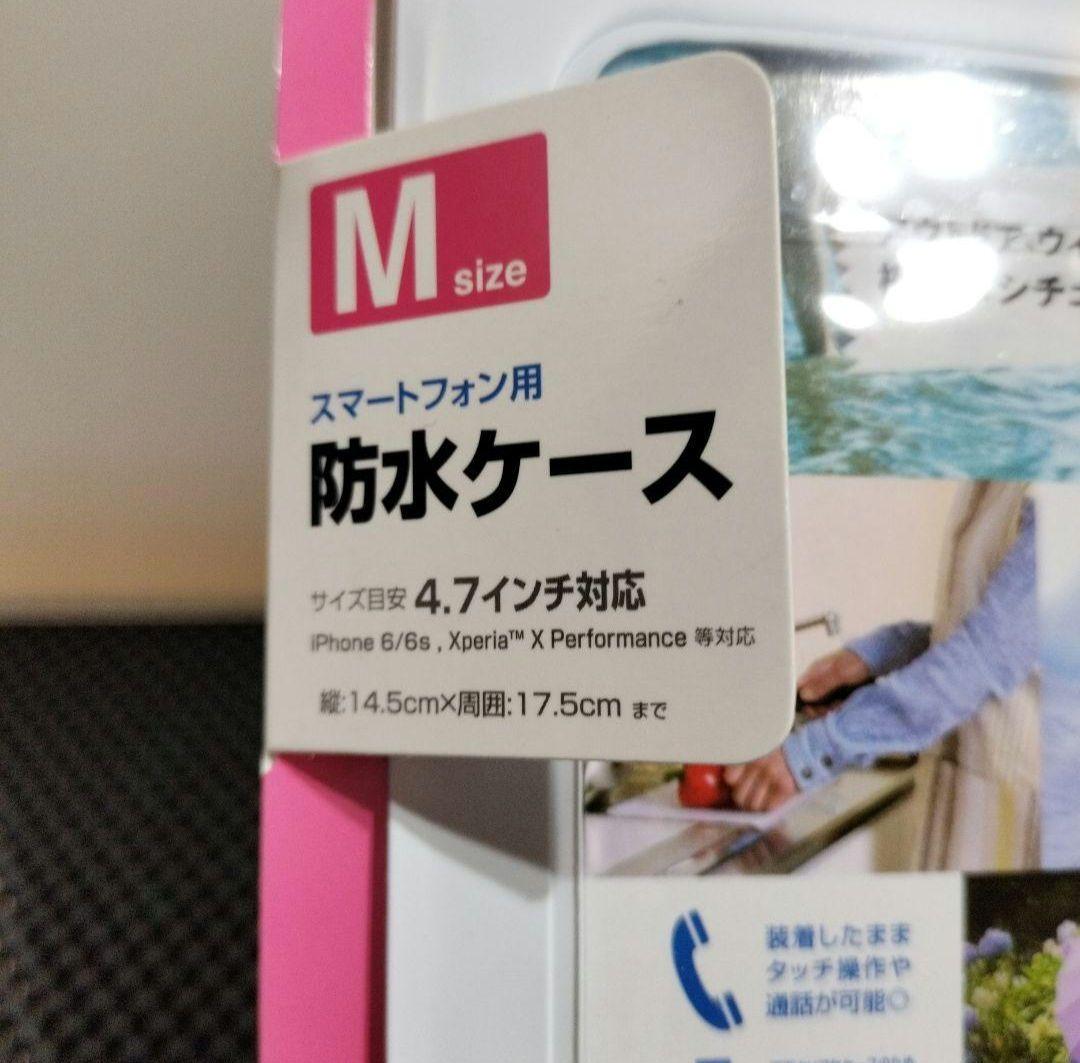 M size
スマートフォン用
防水ケース
サイズ目安 4.7インチ対応
iPhone 6/6s , Xperia™ X Performance 等対応
縦:14.5cm×周囲:17.5cm まで
装着したまま
タッチ操作や
通話が可能◎